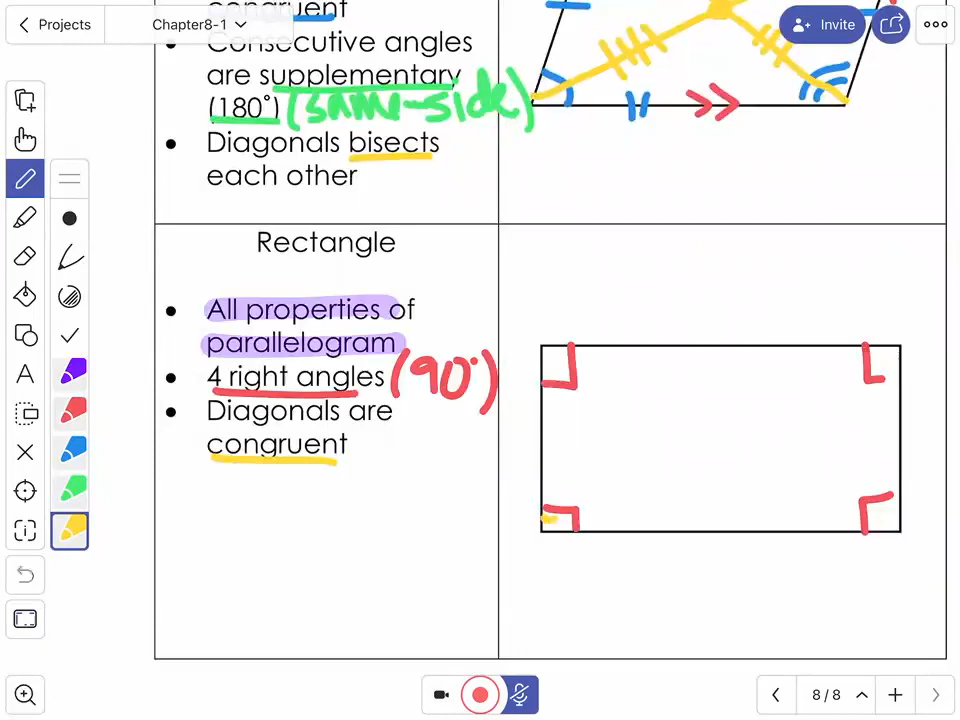 Projects
Chapter8-1
Invite
congruent
Consecutive angles
are supplementary
(180°) (same-side)
Diagonals bisects
each other
Rectangle
All properties of
parallelogram
4 right angles (90°)
Diagonals are
congruent
A
8/8